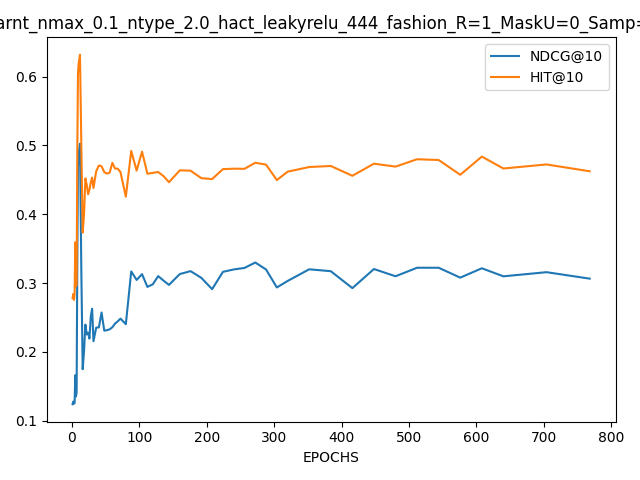 arnt_nmax_0.1_ntype_2.0_hact_leakyrelu_444_fashion_R=1_MaskU=0_Samp=
NDCG@10
HIT@10
0.6
0.5
0.4
0.3
0.2
0.1
0 100 200 300 400 500 600 700 800
EPOCHS